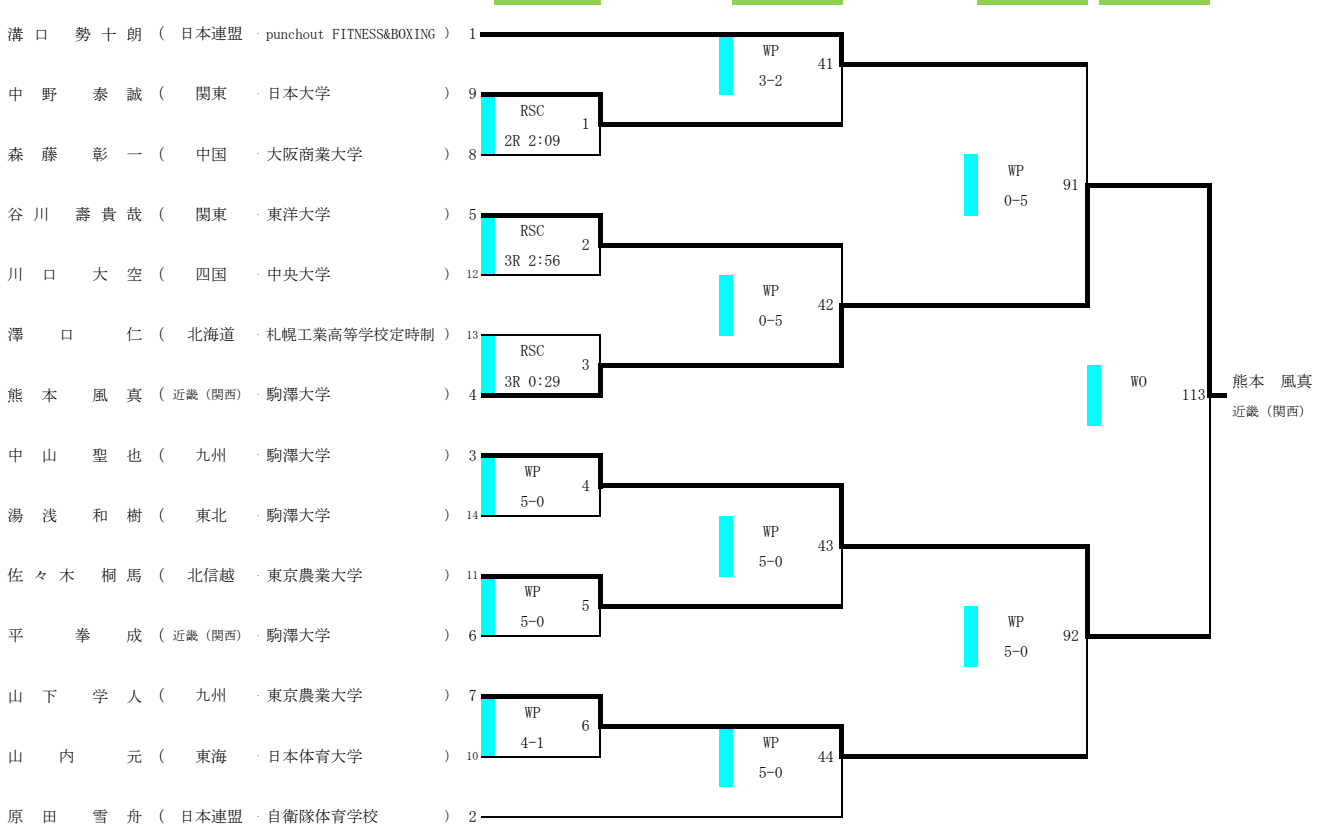 溝口 勢十朗 ( 日本連盟 · punchout FITNESS&BOXING ) 1
WP
41
3-2
中野 泰誠 ( 関東 · 日本大学 ) 9
RSC
1
2R 2:09
森藤 彰一 ( 中国 · 大阪商業大学 ) 8
WP
91
0-5
谷川 壽貴哉 ( 関東 · 東洋大学 ) 5
RSC
2
3R 2:56
川口 大空 ( 四国 · 中央大学 ) 12
WP
42
0-5
澤口 仁 ( 北海道 · 札幌工業高等学校定時制 ) 13
RSC
3
3R 0:29
熊本 風真 ( 近畿(関西) · 駒澤大学 ) 4
WO
113
熊本 風真
近畿(関西)
中山 聖也 ( 九州 · 駒澤大学 ) 3
WP
4
5-0
湯浅 和樹 ( 東北 · 駒澤大学 ) 14
WP
43
5-0
佐々木 桐馬 ( 北信越 · 東京農業大学 ) 11
WP
5
5-0
平 奉成 ( 近畿(関西) · 駒澤大学 ) 6
WP
92
5-0
山下 学人 ( 九州 · 東京農業大学 ) 7
WP
6
4-1
山内 元 ( 東海 · 日本体育大学 ) 10
WP
44
5-0
原田 雪舟 ( 日本連盟 · 自衛隊体育学校 ) 2